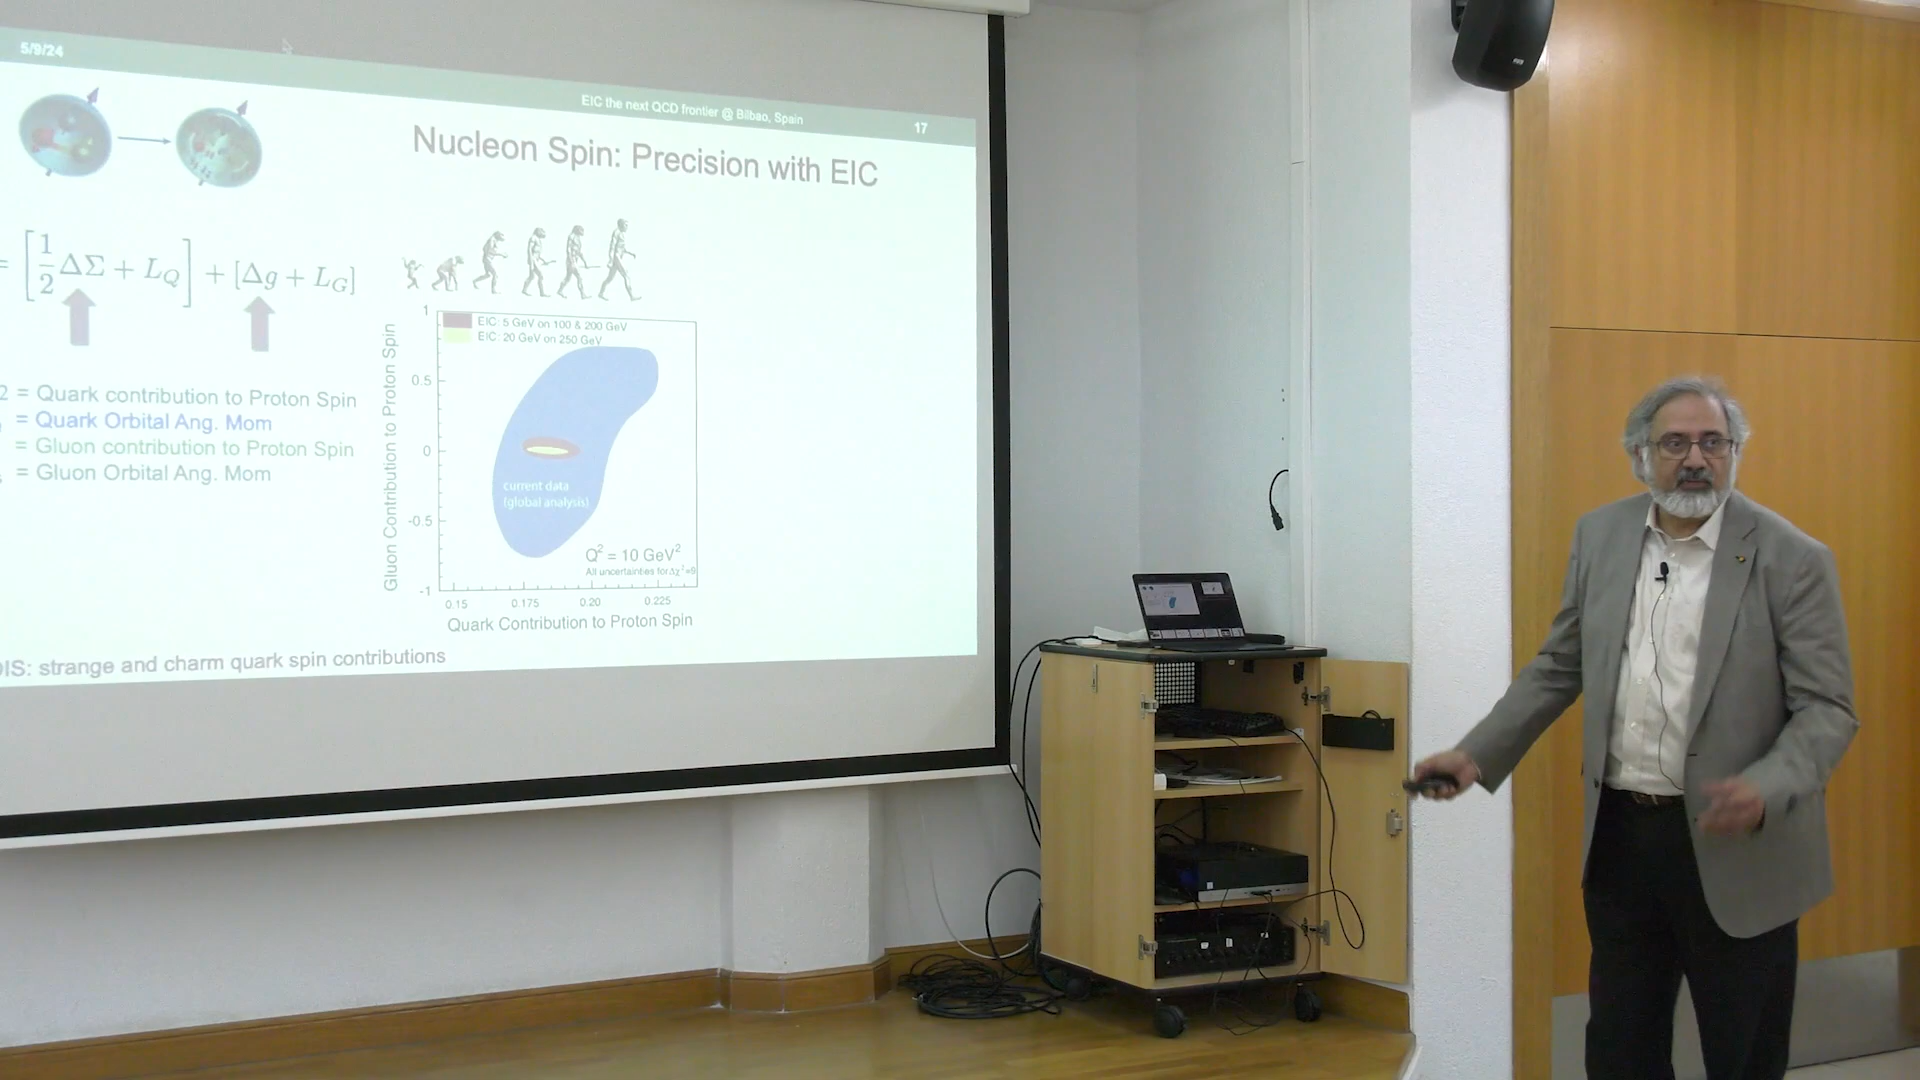 5/9/24
EIC the next QCD frontier @ Bilbao, Spain
17
Nucleon Spin: Precision with EIC
= [1/2 ΔΣ + L_Q] + [Δg + L_G]
2 = Quark contribution to Proton Spin
= Quark Orbital Ang. Mom
= Gluon contribution to Proton Spin
= Gluon Orbital Ang. Mom
EIC: 5 GeV on 100 & 200 GeV
EIC: 20 GeV on 250 GeV
current data
(global analysis)
Q² = 10 GeV²
All uncertainties for Δχ²=9
Gluon Contribution to Proton Spin
1
0.5
0
-0.5
-1
0.15 0.175 0.20 0.225
Quark Contribution to Proton Spin
DIS: strange and charm quark spin contributions